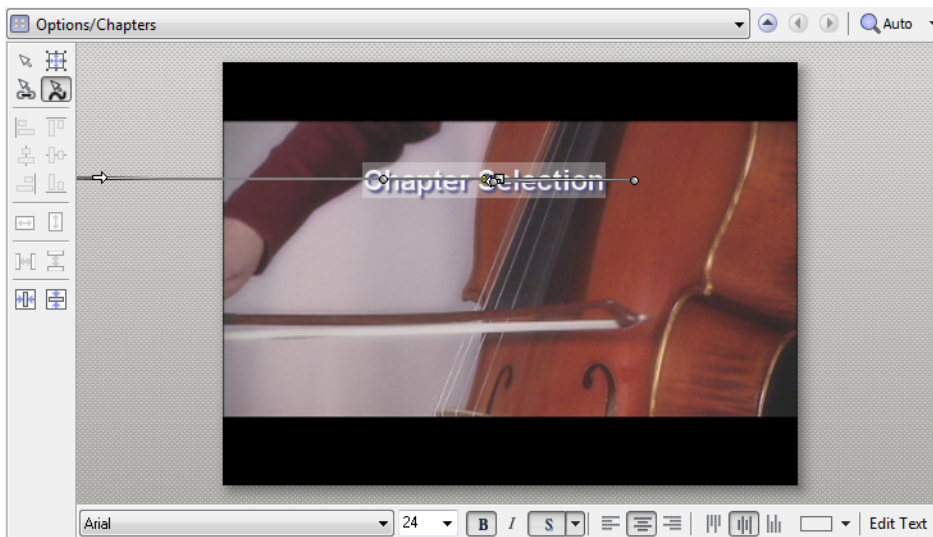 Options/Chapters
Auto
Chapter Selection
Arial
24
B
I
S
Edit Text